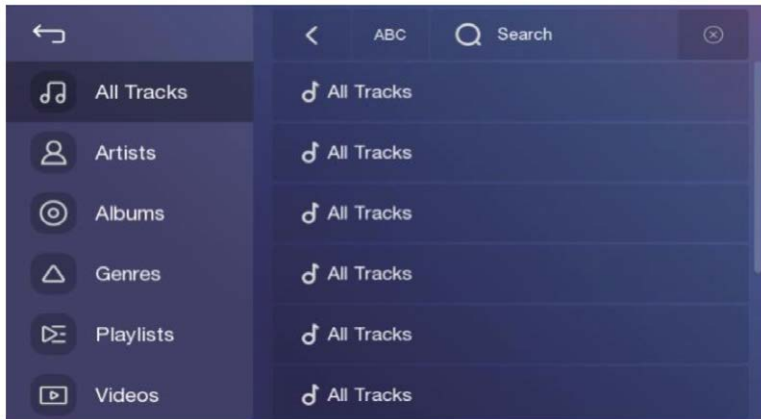 ABC Search
All Tracks
Artists
Albums
Genres
Playlists
Videos
All Tracks
All Tracks
All Tracks
All Tracks
All Tracks
All Tracks